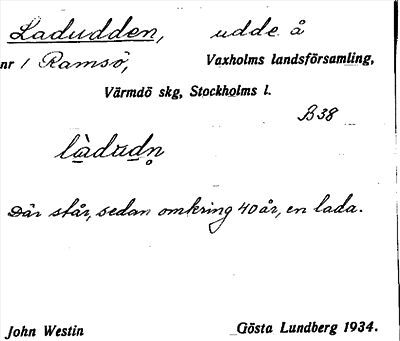 Ladudden, udde å
nr 1 Ramsö, Vaxholms landsförsamling,
Värmdö skg, Stockholms l.
B38
làdudn̥
Där står, sedan omkring 40 år, en lada.
John Westin Gösta Lundberg 1934.